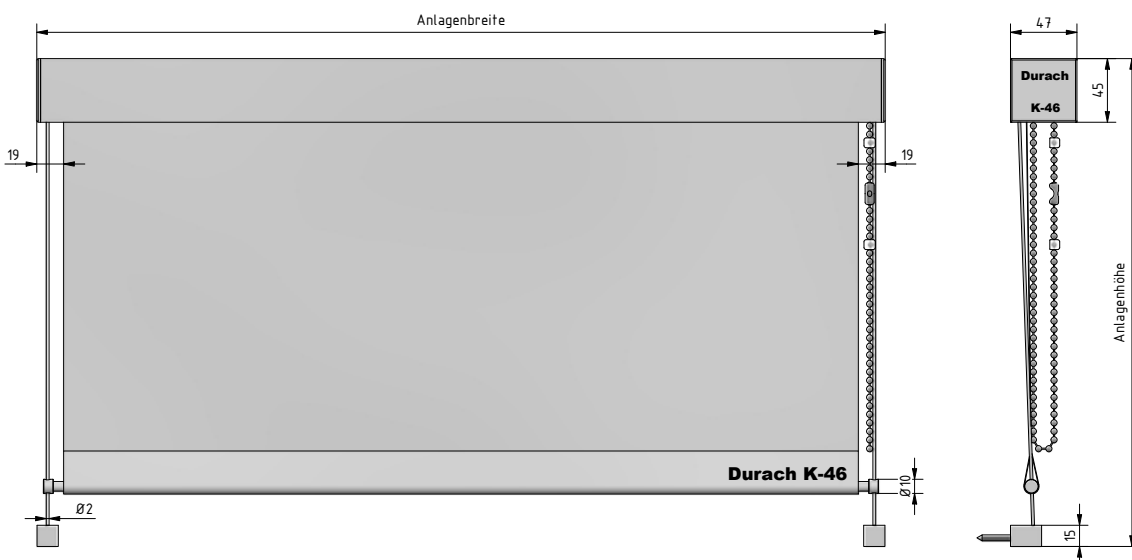 Anlagenbreite
47
Durach
K-46
45
19
19
Anlagenhöhe
Durach K-46
Ø10
Ø2
15